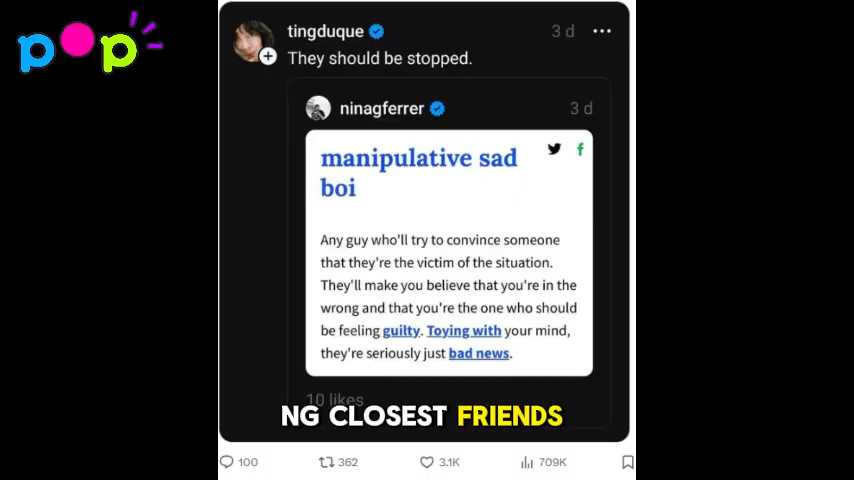 pop
tingduque
3 d
They should be stopped.
ninagferrer
3 d
manipulative sad
boi
Any guy who'll try to convince someone
that they're the victim of the situation.
They'll make you believe that you're in the
wrong and that you're the one who should
be feeling guilty. Toying with your mind,
they're seriously just bad news.
10 likes
NG CLOSEST FRIENDS
100
362
3.1K
709K